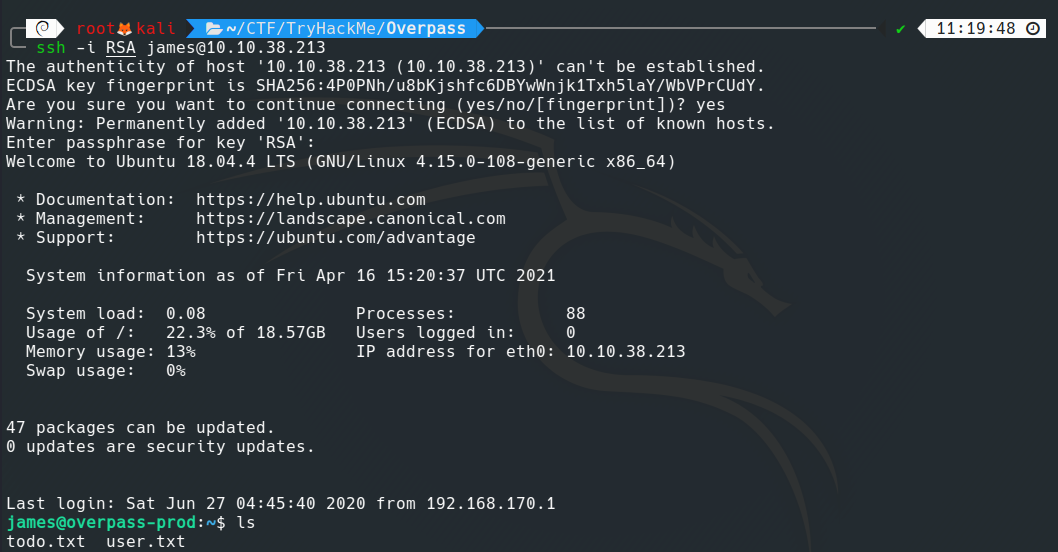 root🦊kali ~/CTF/TryHackMe/Overpass ✔ 11:19:48
ssh -i RSA james@10.10.38.213
The authenticity of host '10.10.38.213 (10.10.38.213)' can't be established.
ECDSA key fingerprint is SHA256:4P0PNh/u8bKjshfc6DBYwWnjk1Txh5laY/WbVPrCUdY.
Are you sure you want to continue connecting (yes/no/[fingerprint])? yes
Warning: Permanently added '10.10.38.213' (ECDSA) to the list of known hosts.
Enter passphrase for key 'RSA':
Welcome to Ubuntu 18.04.4 LTS (GNU/Linux 4.15.0-108-generic x86_64)
* Documentation:  https://help.ubuntu.com
* Management:     https://landscape.canonical.com
* Support:        https://ubuntu.com/advantage
System information as of Fri Apr 16 15:20:37 UTC 2021
System load:  0.08                Processes:           88
Usage of /:   22.3% of 18.57GB   Users logged in:     0
Memory usage: 13%                IP address for eth0: 10.10.38.213
Swap usage:   0%
47 packages can be updated.
0 updates are security updates.
Last login: Sat Jun 27 04:45:40 2020 from 192.168.170.1
james@overpass-prod:~$ ls
todo.txt  user.txt